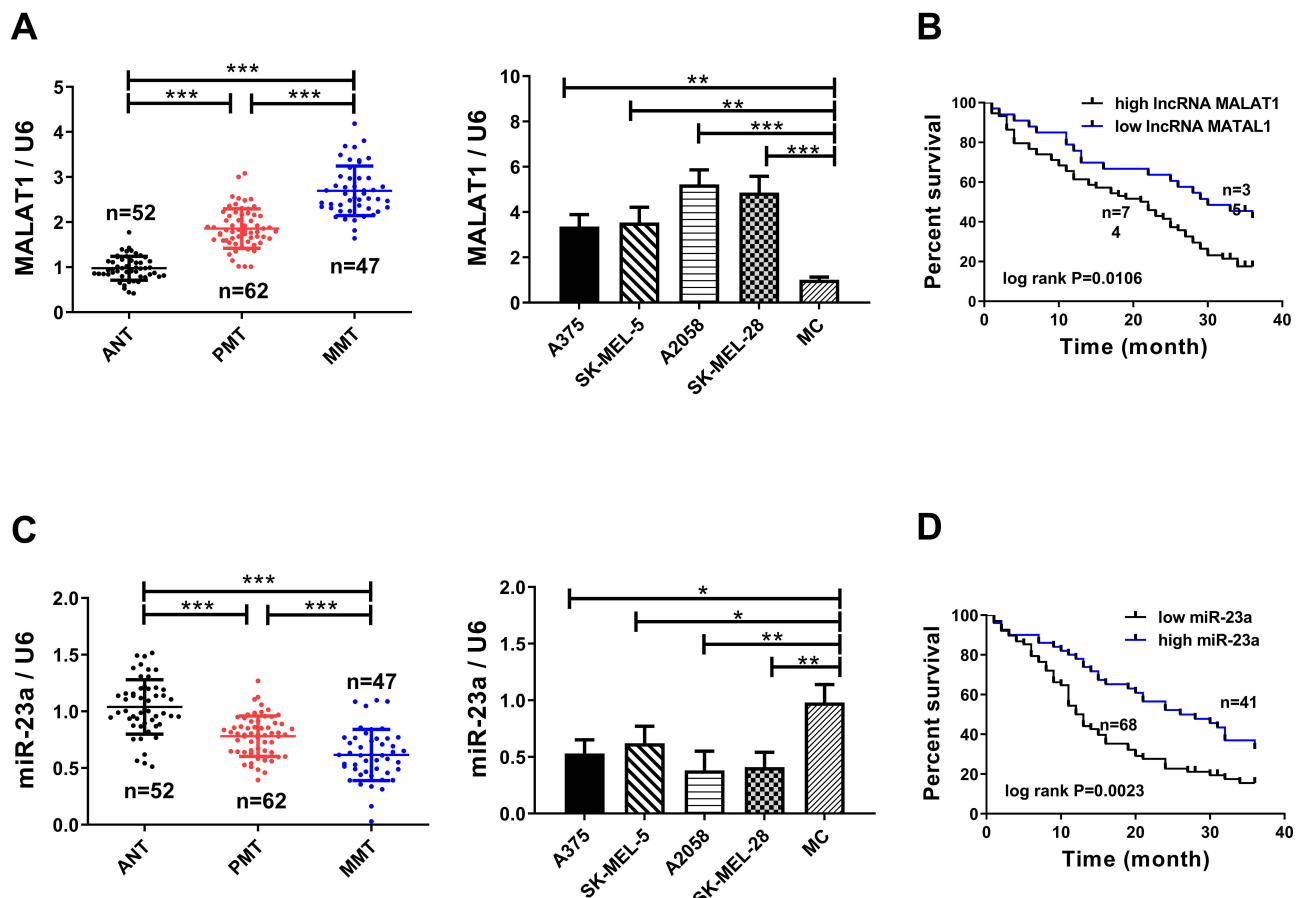 A
MALAT1 / U6
5
4
3
2
1
0
***
***
***
n=52
n=62
n=47
ANT
PMT
MMT
MALAT1 / U6
10
8
6
4
2
0
**
**
***
***
A375
SK-MEL-5
A2058
SK-MEL-28
MC
B
Percent survival
100
80
60
40
20
0
high lncRNA MALAT1
low lncRNA MATAL1
n=3
5
n=7
4
log rank P=0.0106
0
10
20
30
40
Time (month)
C
miR-23a / U6
2.0
1.5
1.0
0.5
0.0
***
***
***
n=52
n=62
n=47
ANT
PMT
MMT
miR-23a / U6
2.0
1.5
1.0
0.5
0.0
*
*
**
**
A375
SK-MEL-5
A2058
SK-MEL-28
MC
D
Percent survival
100
80
60
40
20
0
low miR-23a
high miR-23a
n=41
n=68
log rank P=0.0023
0
10
20
30
40
Time (month)